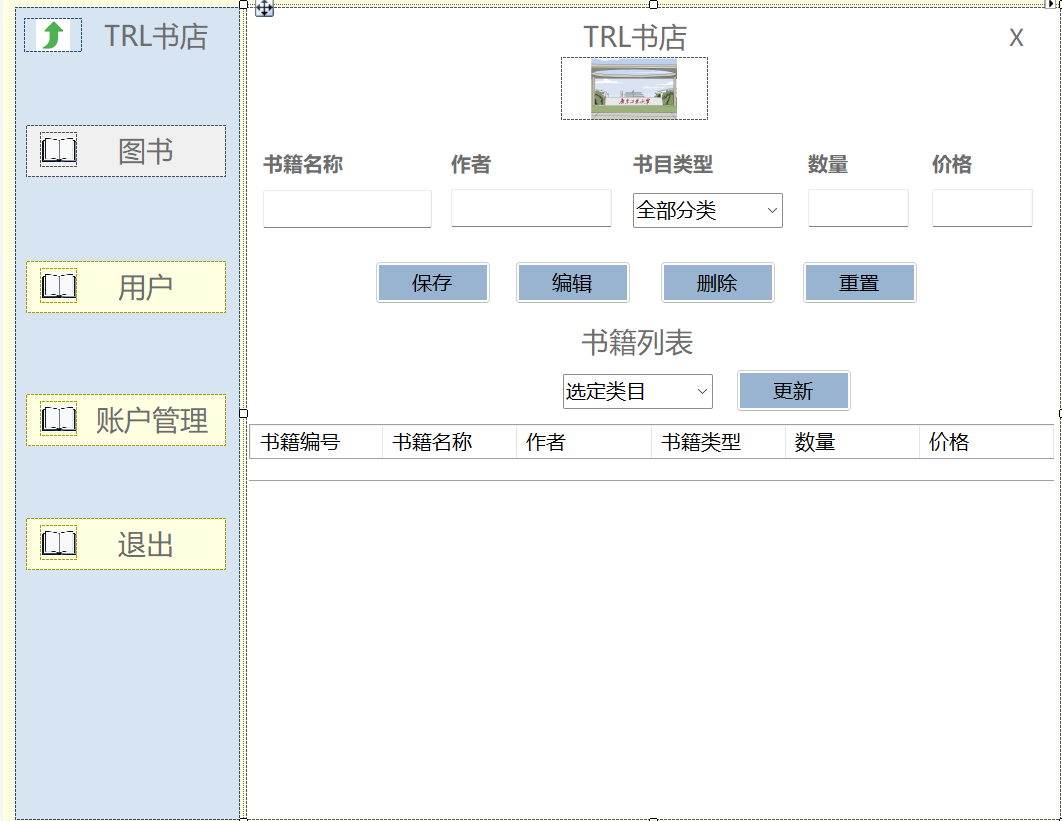 TRL书店
图书
用户
账户管理
退出
TRL书店
X
书籍名称 作者 书目类型 数量 价格
全部分类
保存 编辑 删除 重置
书籍列表
选定类目 更新
书籍编号 书籍名称 作者 书籍类型 数量 价格